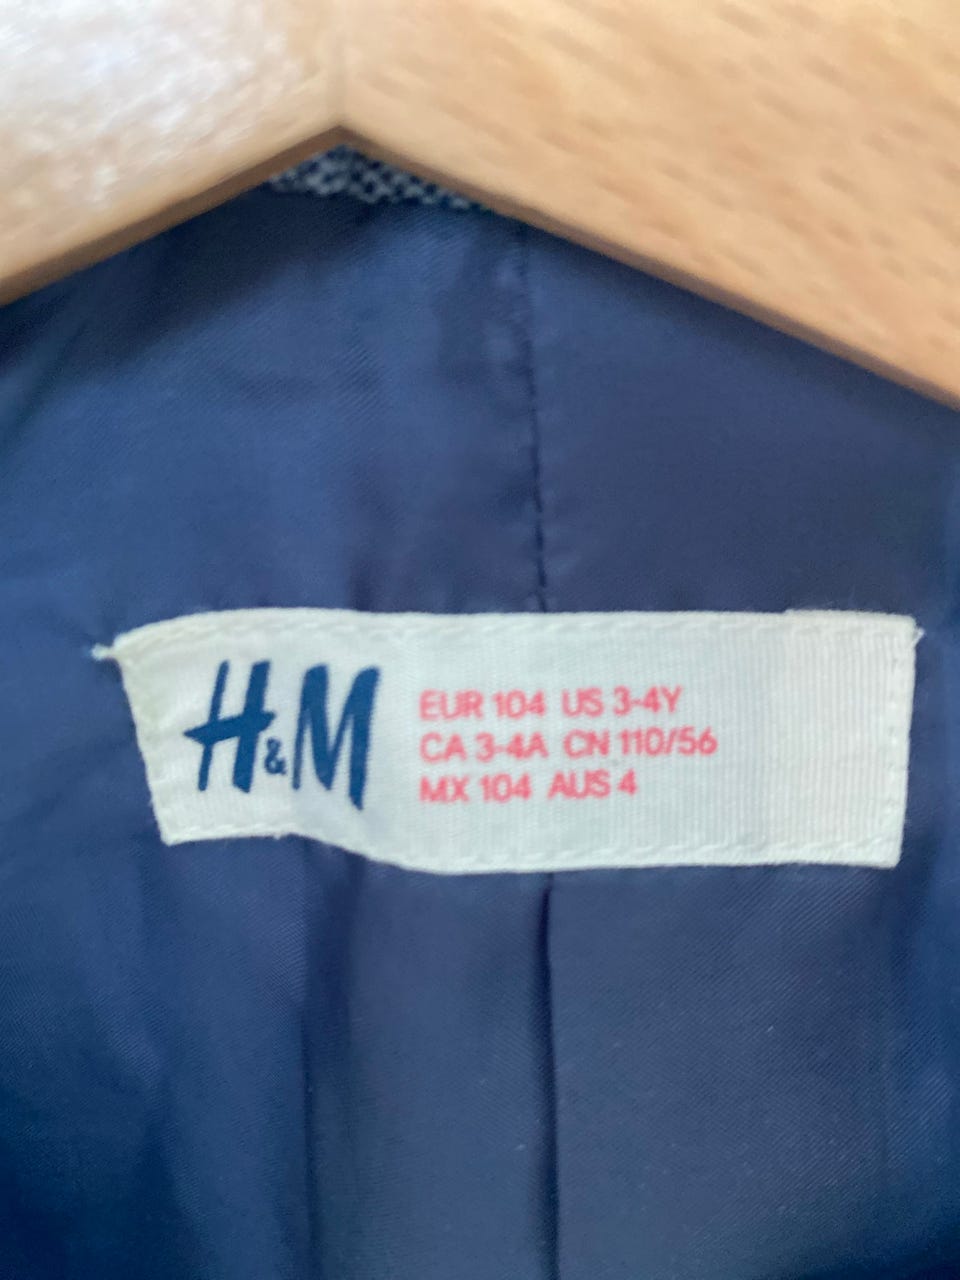 H&M
EUR 104 US 3-4Y
CA 3-4A CN 110/56
MX 104 AUS 4